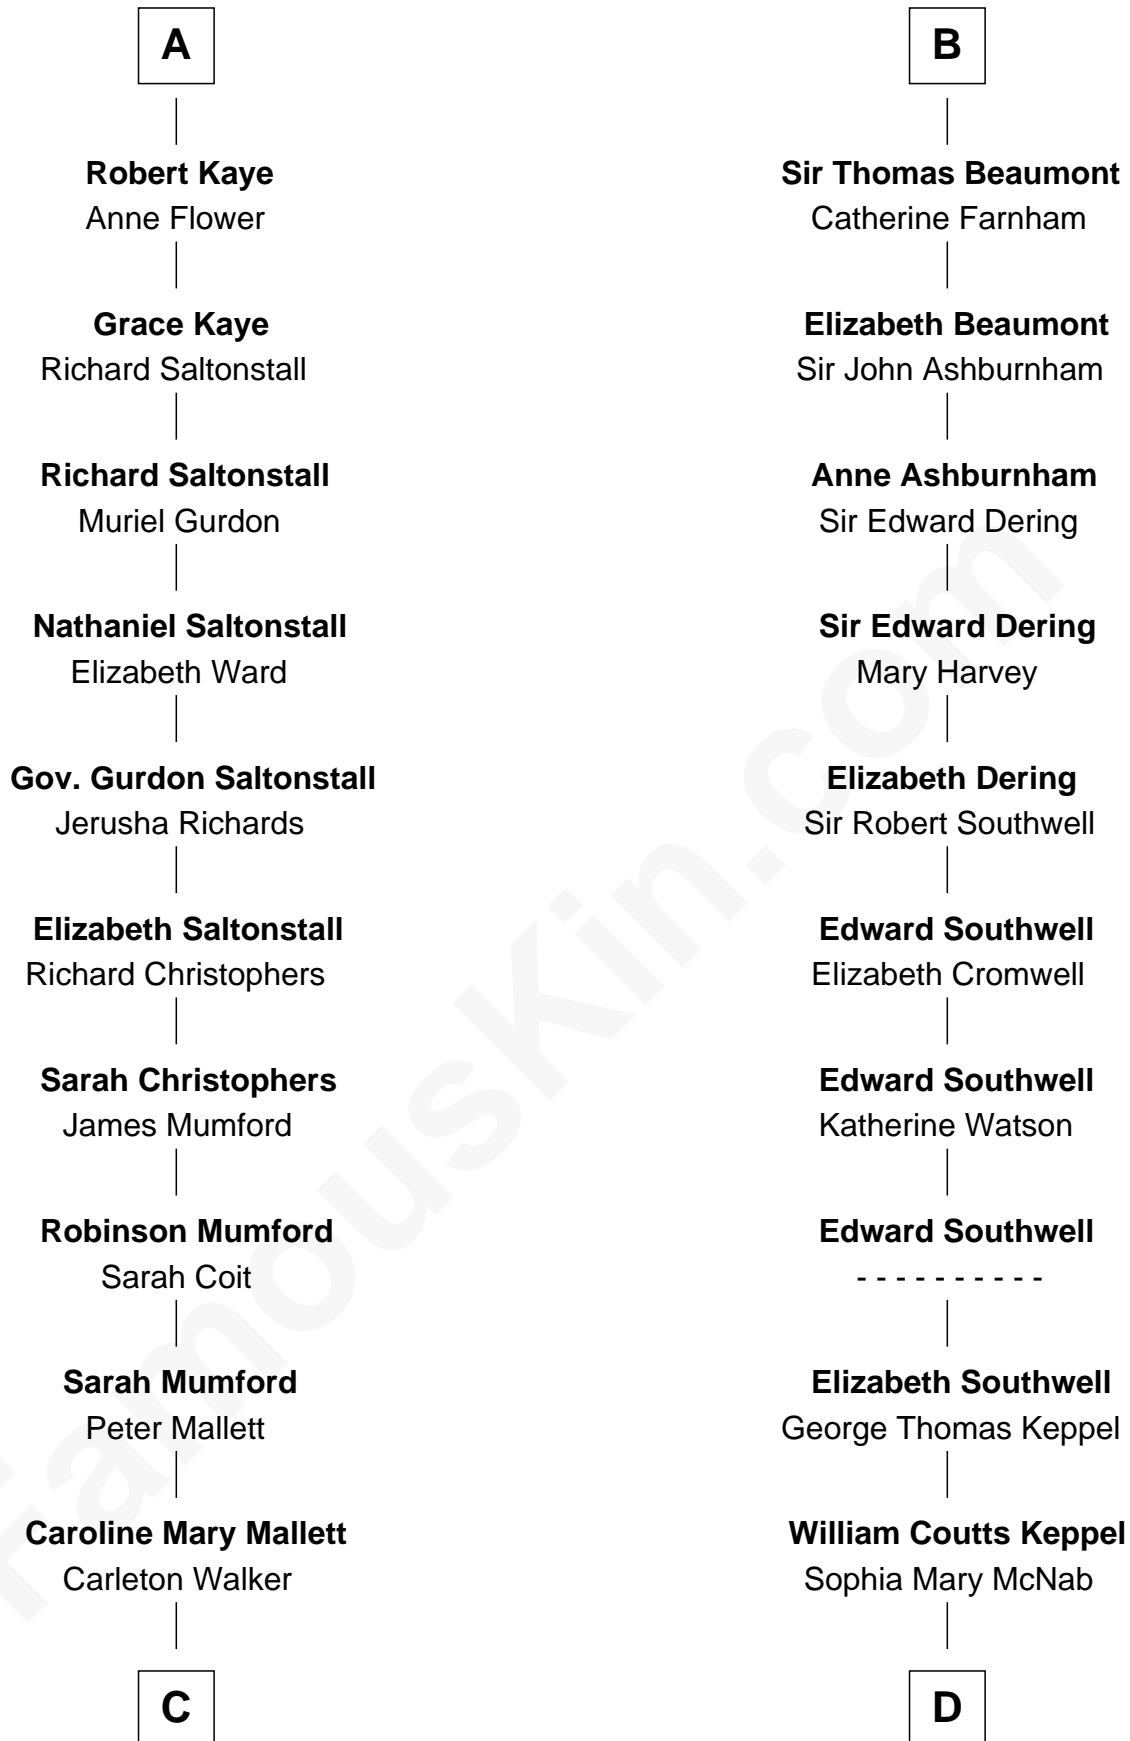 A
Robert Kaye
Anne Flower
Grace Kaye
Richard Saltonstall
Richard Saltonstall
Muriel Gurdon
Nathaniel Saltonstall
Elizabeth Ward
Gov. Gurdon Saltonstall
Jerusha Richards
Elizabeth Saltonstall
Richard Christophers
Sarah Christophers
James Mumford
Robinson Mumford
Sarah Coit
Sarah Mumford
Peter Mallett
Caroline Mary Mallett
Carleton Walker
C
B
Sir Thomas Beaumont
Catherine Farnham
Elizabeth Beaumont
Sir John Ashburnham
Anne Ashburnham
Sir Edward Dering
Sir Edward Dering
Mary Harvey
Elizabeth Dering
Sir Robert Southwell
Edward Southwell
Elizabeth Cromwell
Edward Southwell
Katherine Watson
Edward Southwell
- - - - - - - - - -
Elizabeth Southwell
George Thomas Keppel
William Coutts Keppel
Sophia Mary McNab
D
FamousKin.com